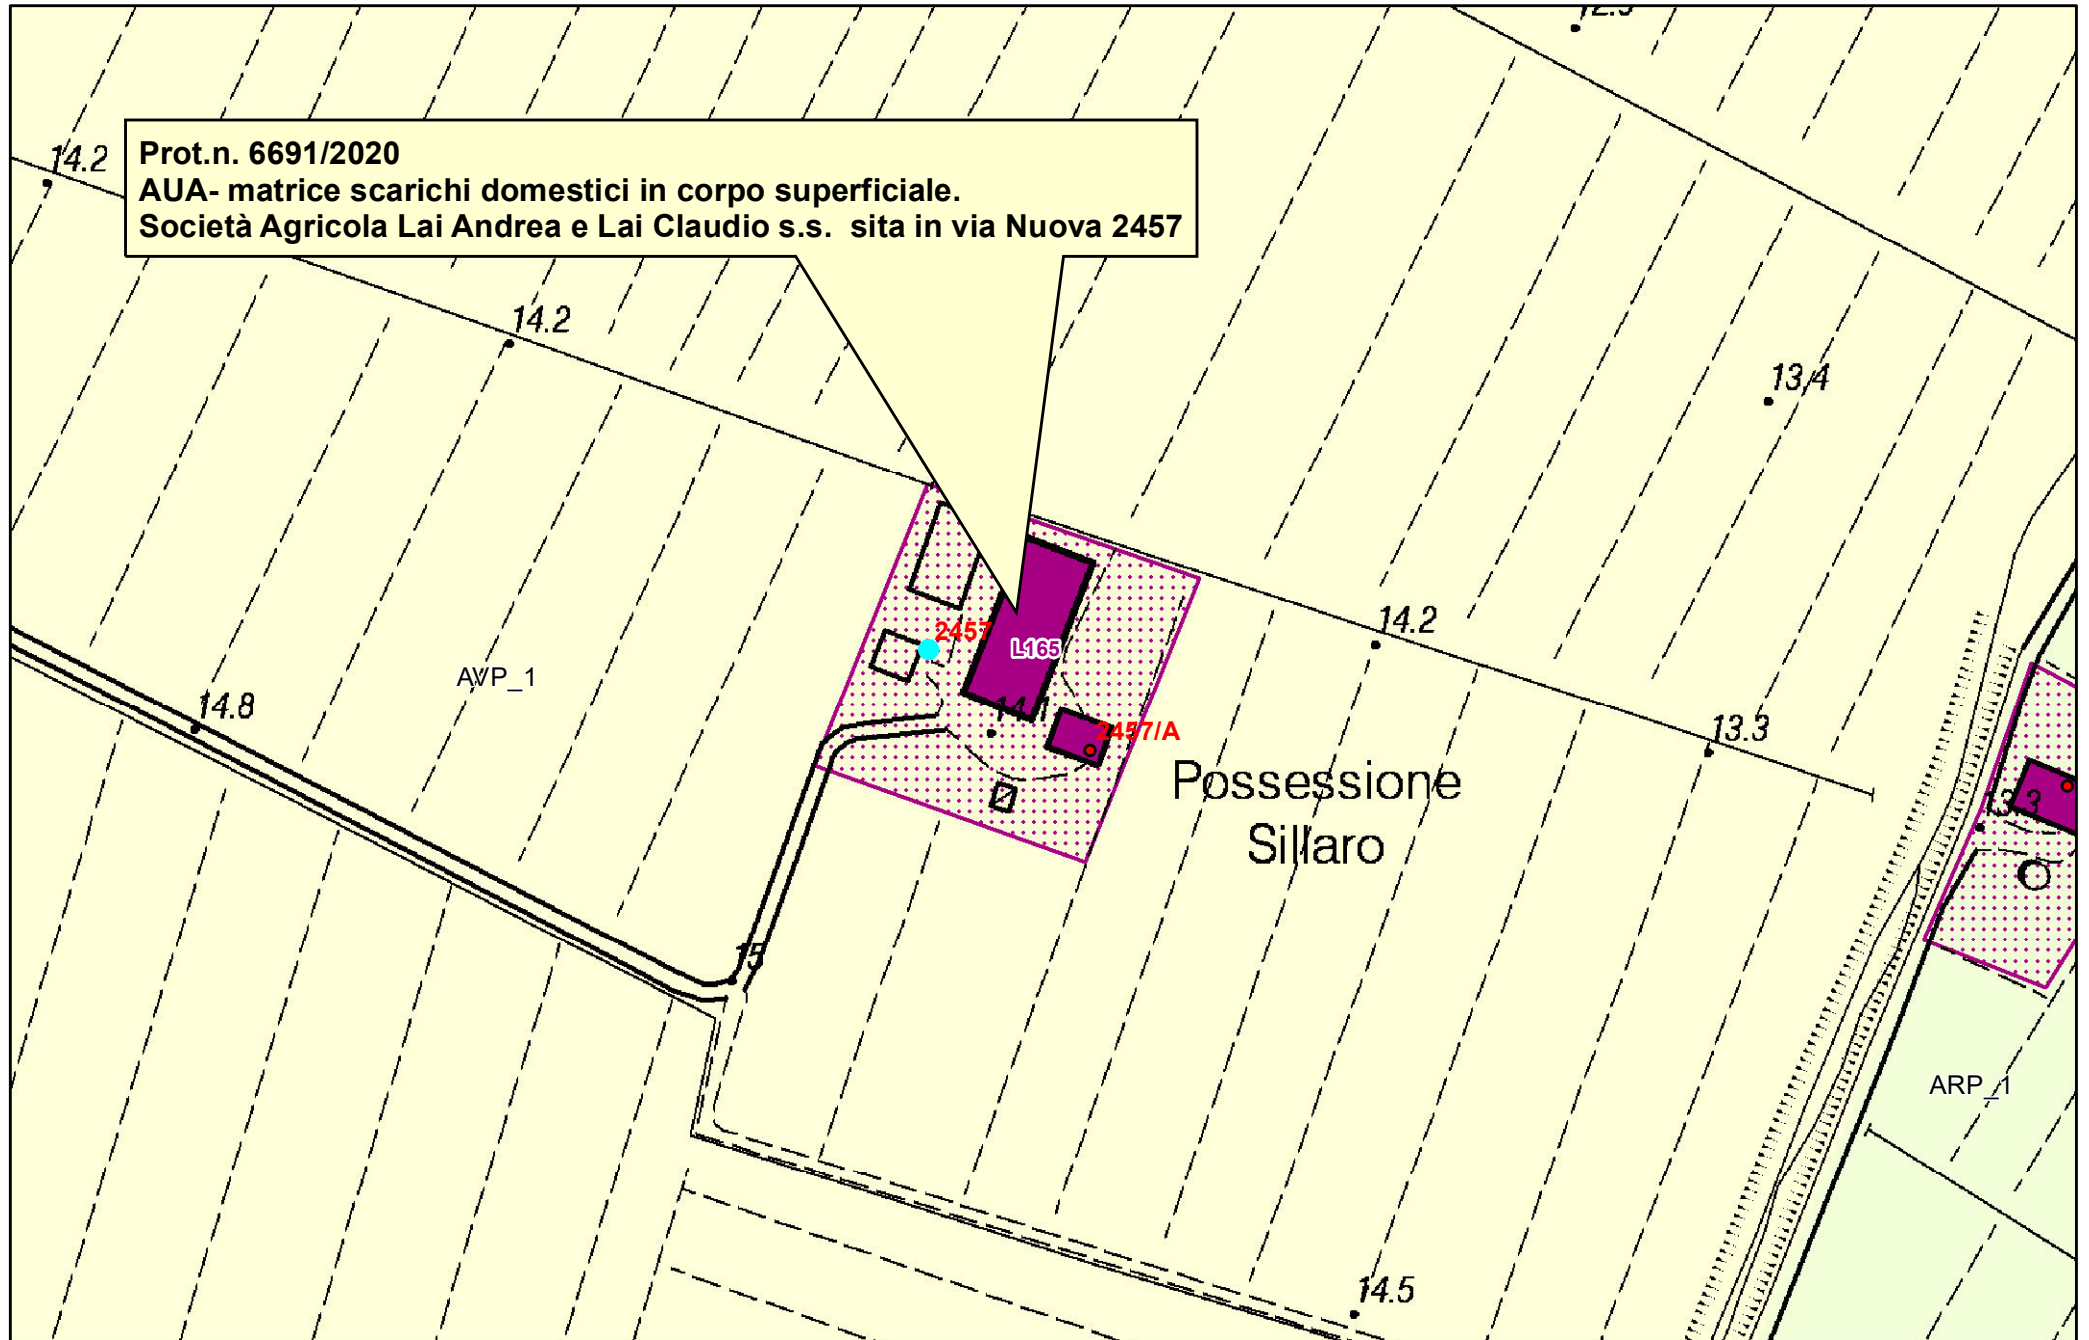 14.2
Prot.n. 6691/2020
AUA- matrice scarichi domestici in corpo superficiale.
Società Agricola Lai Andrea e Lai Claudio s.s. sita in via Nuova 2457
14.2
13,4
14.2
2457
L165
AVP_1
14.8
14.1
2457/A
13.3
Possessione
Sillaro
13.3
15
ARP_1
14.5